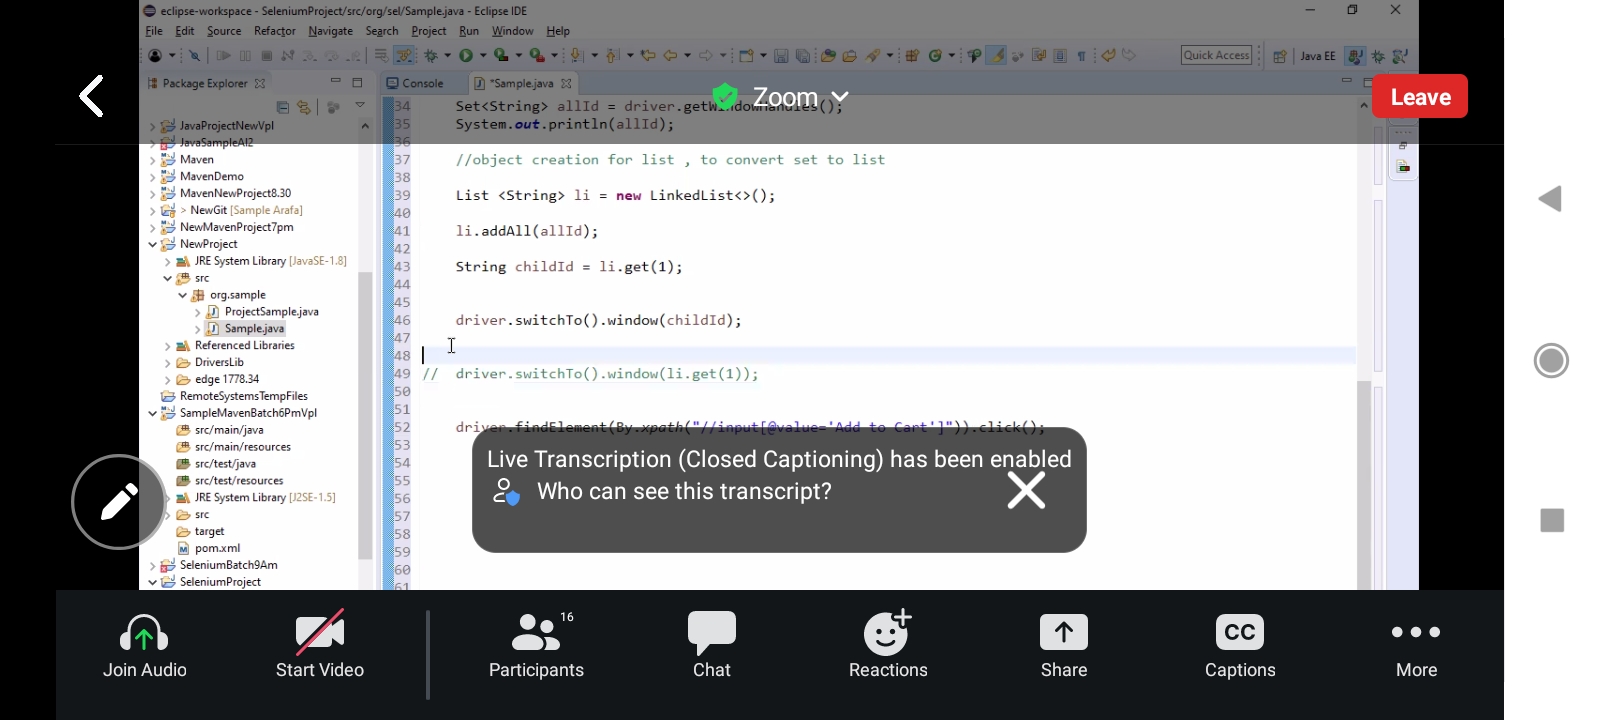 eclipse-workspace - SeleniumProject/src/org/sel/Sample.java - Eclipse IDE
File Edit Source Refactor Navigate Search Project Run Window Help
Quick Access
Java EE
Package Explorer
Console
*Sample.java
Zoom
Leave
JavaProjectNewVpl
JavaSampleAI2
Maven
MavenDemo
MavenNewProject8.30
> NewGit [Sample Arafa]
NewMavenProject7pm
NewProject
JRE System Library [JavaSE-1.8]
src
org.sample
ProjectSample.java
Sample.java
Referenced Libraries
DriversLib
edge 1778.34
RemoteSystemsTempFiles
SampleMavenBatch6PmVpl
src/main/java
src/main/resources
src/test/java
src/test/resources
JRE System Library [J2SE-1.5]
src
target
pom.xml
SeleniumBatch9Am
SeleniumProject
34 Set<String> allId = driver.getWindowHandles();
35 System.out.println(allId);
36
37 //object creation for list , to convert set to list
38
39 List <String> li = new LinkedList<>();
40
41 li.addAll(allId);
42
43 String childId = li.get(1);
44
45
46 driver.switchTo().window(childId);
47
48
49 // driver.switchTo().window(li.get(1));
50
51
52 driver.findElement(By.xpath("//input[@value='Add to Cart']")).click();
53
54
55
56
57
58
59
60
61
Live Transcription (Closed Captioning) has been enabled
Who can see this transcript?
Join Audio
Start Video
16
Participants
Chat
Reactions
Share
CC
Captions
More